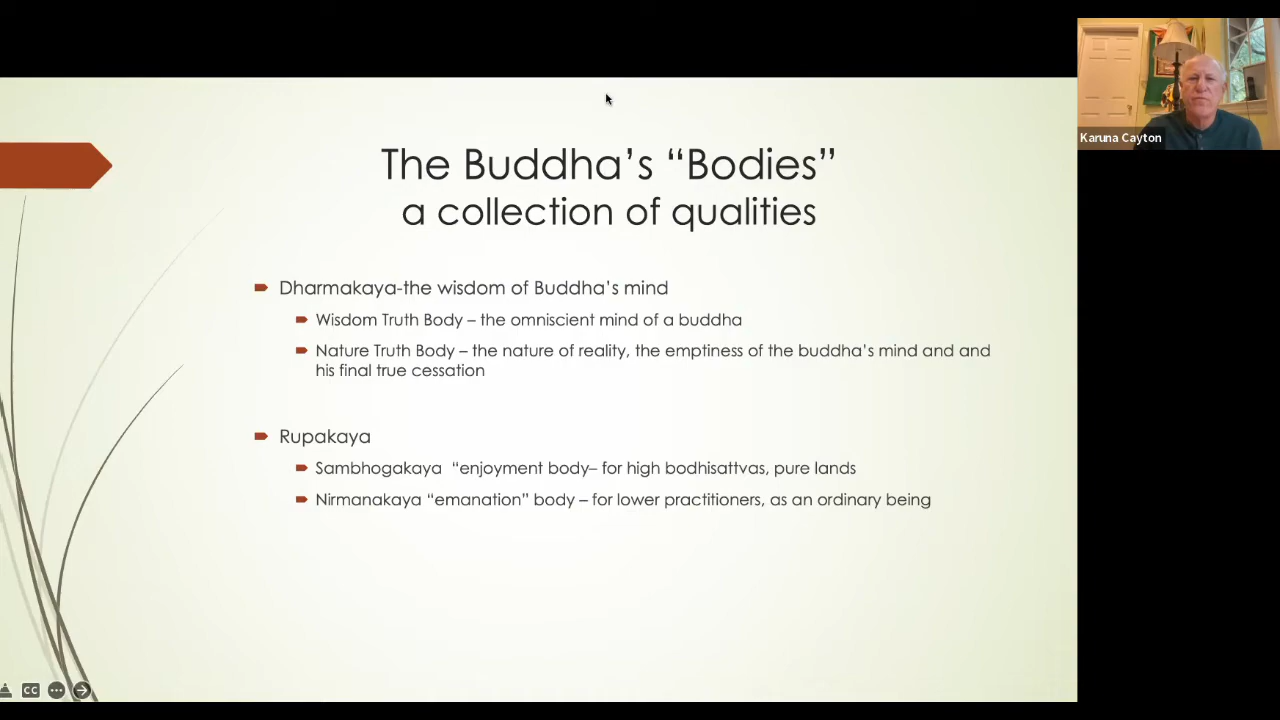 The Buddha’s “Bodies”
a collection of qualities
Dharmakaya-the wisdom of Buddha’s mind
Wisdom Truth Body – the omniscient mind of a buddha
Nature Truth Body – the nature of reality, the emptiness of the buddha’s mind and and
his final true cessation
Rupakaya
Sambhogakaya “enjoyment body– for high bodhisattvas, pure lands
Nirmanakaya “emanation” body – for lower practitioners, as an ordinary being
Karuna Cayton
CC